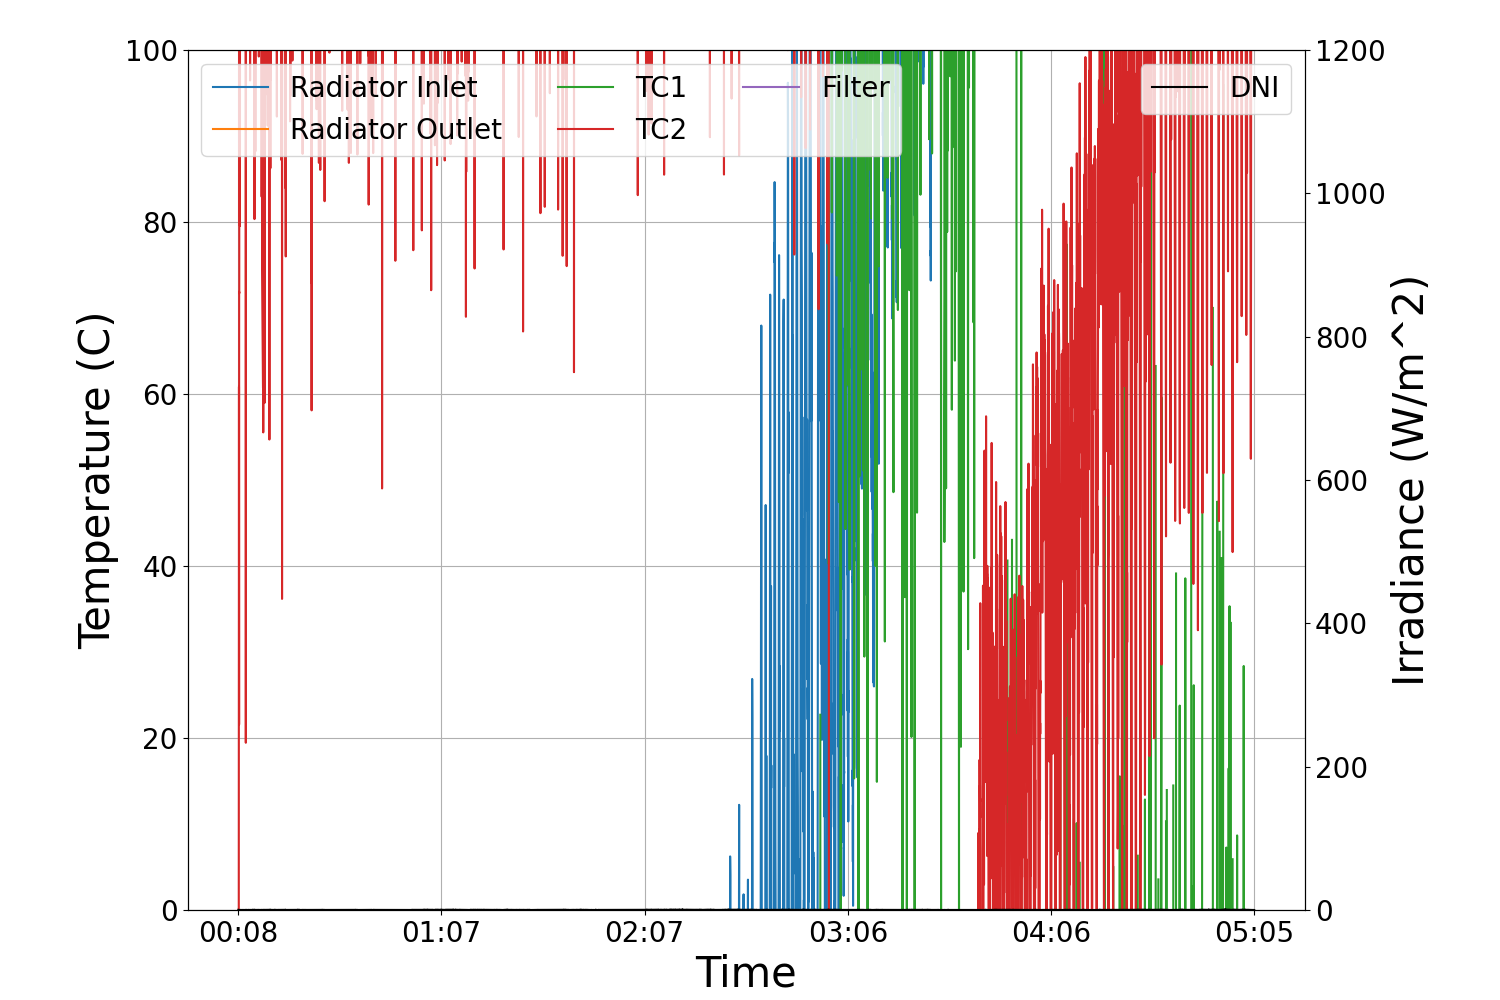 Radiator Inlet
Radiator Outlet
TC1
TC2
Filter
DNI
Temperature (C)
100
80
60
40
20
0
Irradiance (W/m^2)
1200
1000
800
600
400
200
0
00:08 01:07 02:07 03:06 04:06 05:05
Time